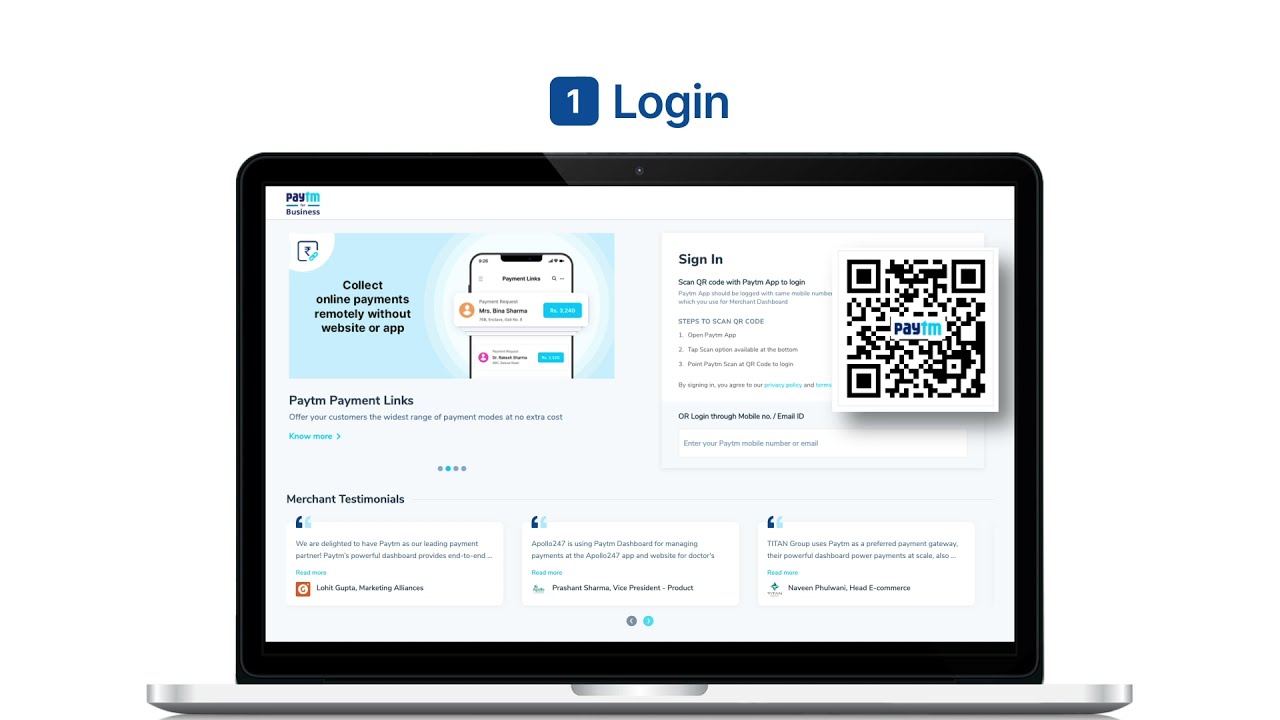 1 Login
Paytm
for
Business
Collect
online payments
remotely without
website or app
9:26
Payment Links
Payment Request
Mrs. Bina Sharma
Rs. 3,240
Payment Request
Dr. Rakesh Sharma
Paytm Payment Links
Offer your customers the widest range of payment modes at no extra cost
Know more
Sign In
Scan QR code with Paytm App to login
Paytm App should be logged with same mobile number
which you use for Merchant Dashboard
STEPS TO SCAN QR CODE
1. Open Paytm App
2. Tap Scan option available at the bottom
3. Point Paytm Scan at QR Code to login
By signing in, you agree to our privacy policy and terms
Paytm
OR Login through Mobile no. / Email ID
Enter your Paytm mobile number or email
Merchant Testimonials
We are delighted to have Paytm as our leading payment
partner! Paytm's powerful dashboard provides end-to-end ...
Read more
Lohit Gupta, Marketing Alliances
Apollo247 is using Paytm Dashboard for managing
payments at the Apollo247 app and website for doctor's
Read more
Prashant Sharma, Vice President - Product
TITAN Group uses Paytm as a preferred payment gateway,
their powerful dashboard power payments at scale, also ...
Read more
TITAN
Naveen Phulwani, Head E-commerce